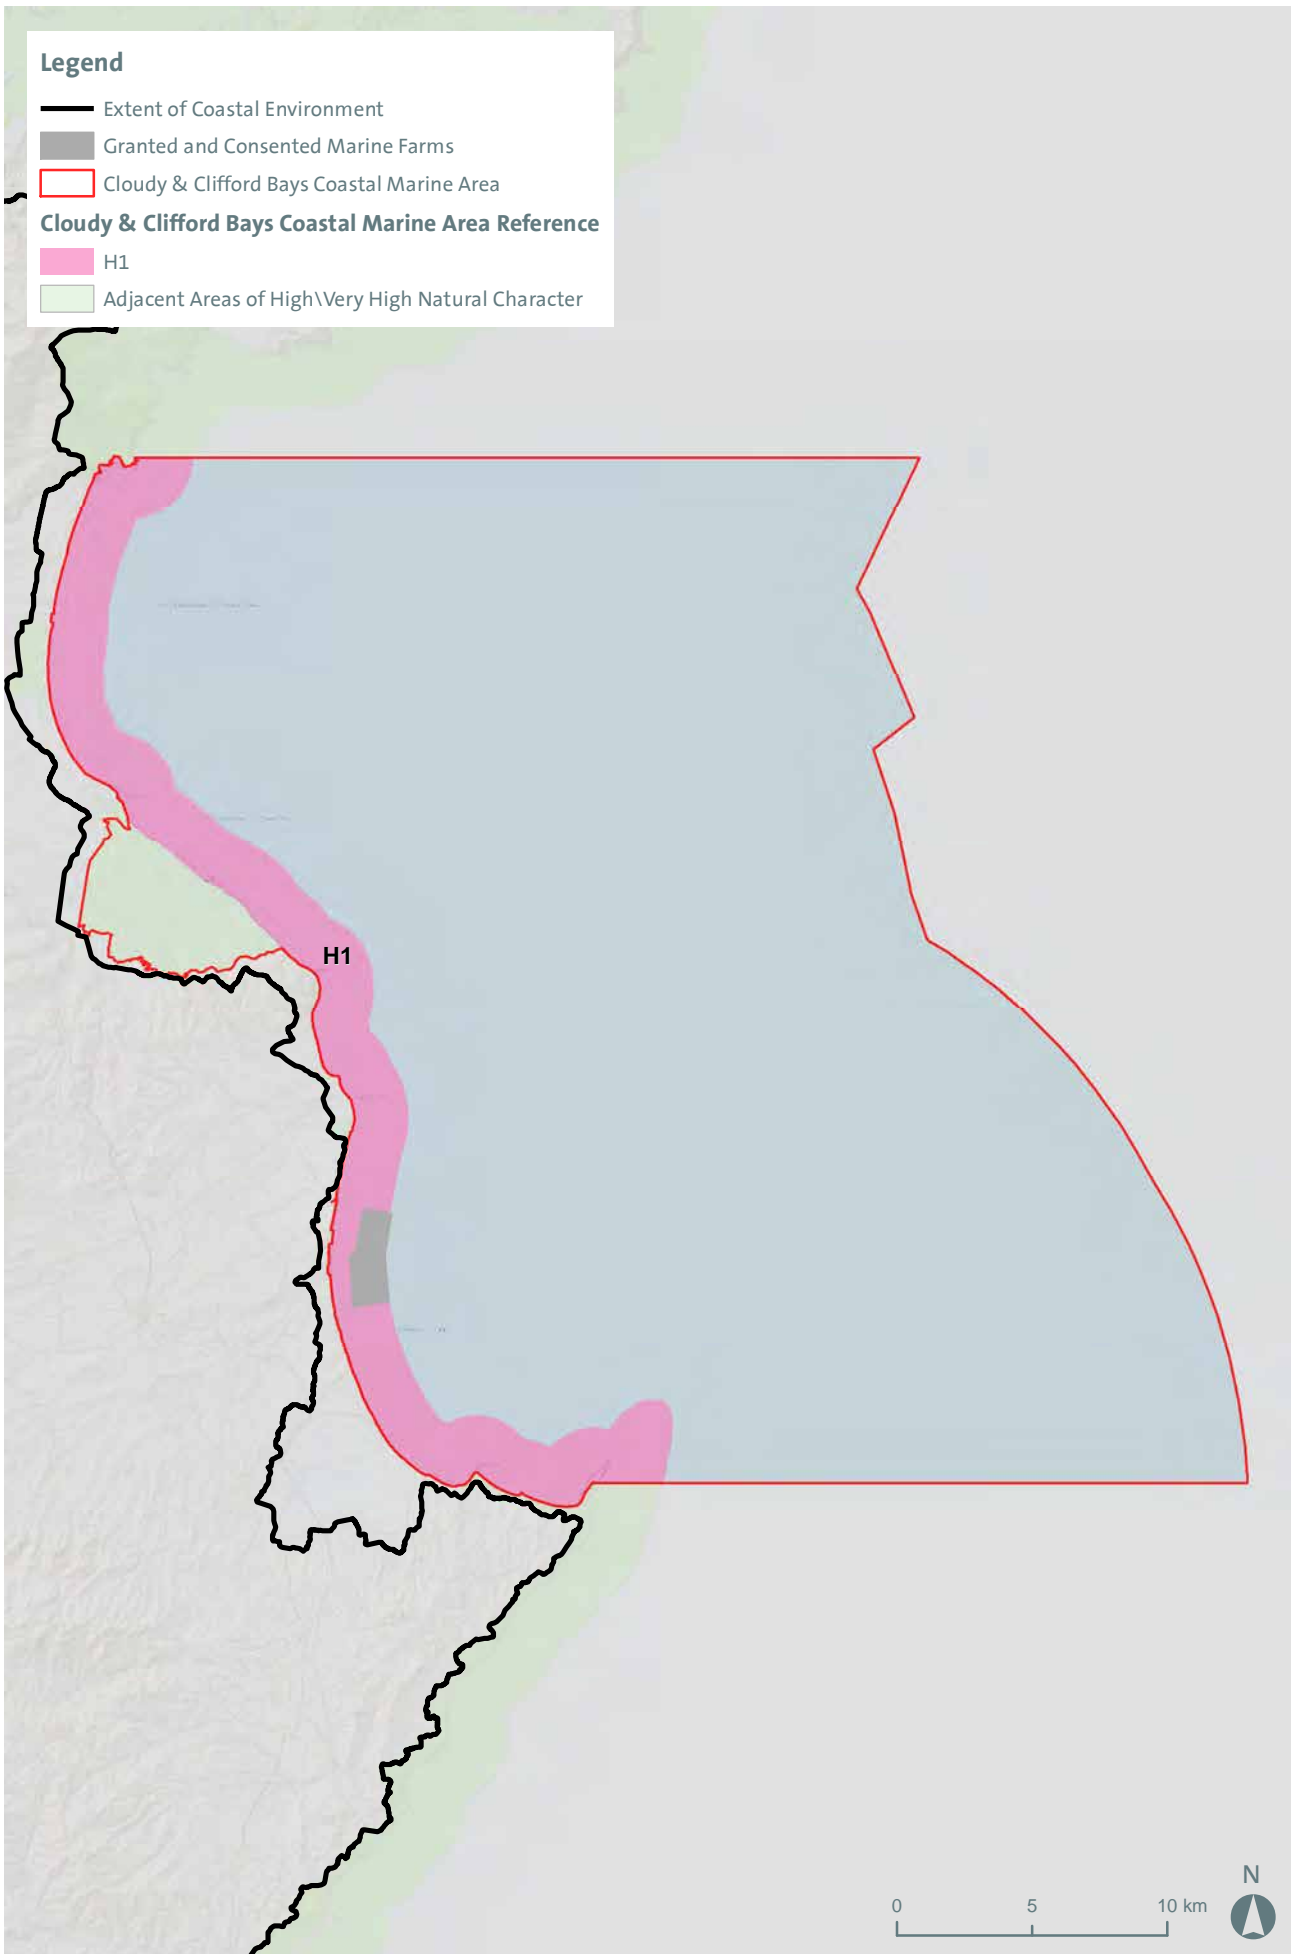 Legend
Extent of Coastal Environment
Granted and Consented Marine Farms
Cloudy & Clifford Bays Coastal Marine Area
Cloudy & Clifford Bays Coastal Marine Area Reference
H1
Adjacent Areas of High\Very High Natural Character
H1
N
0 5 10 km